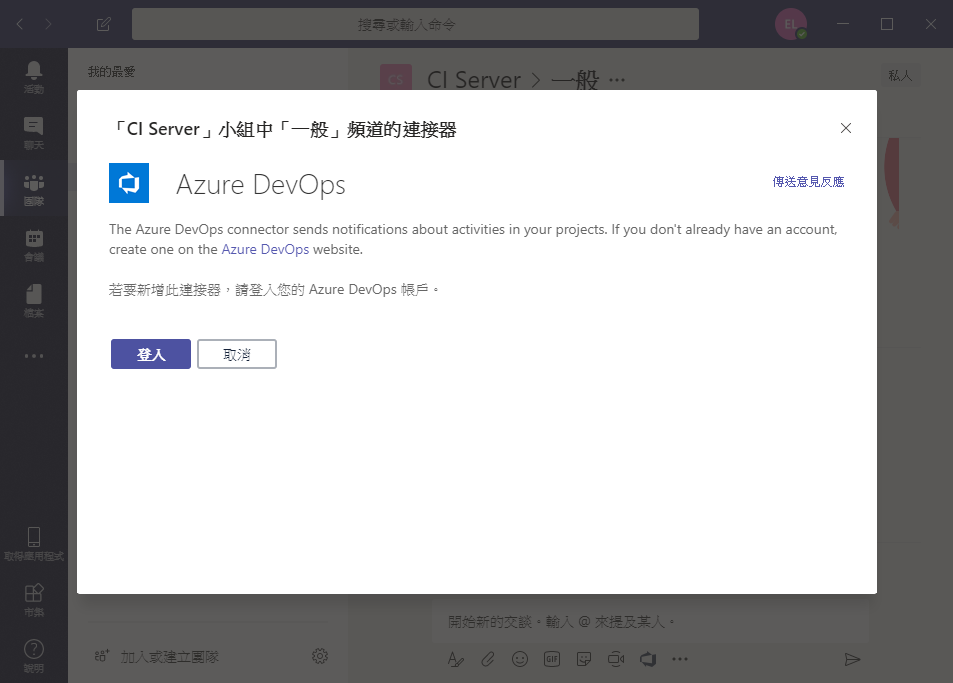 搜尋或輸入命令
EL
活動
聊天
團隊
會議
檔案
取得應用程式
市集
說明
我的最愛
CS
CI Server > 一般 ···
私人
「CI Server」小組中「一般」頻道的連接器
Azure DevOps
傳送意見反應
The Azure DevOps connector sends notifications about activities in your projects. If you don't already have an account,
create one on the Azure DevOps website.
若要新增此連接器，請登入您的 Azure DevOps 帳戶。
登入
取消
加入或建立團隊
開始新的交談。輸入 @ 來提及某人。
GIF